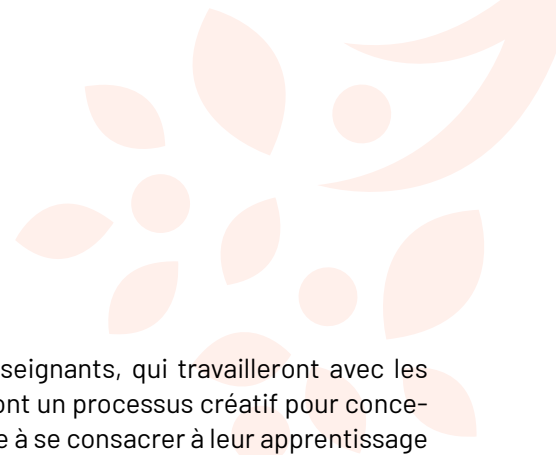 seignants, qui travailleront avec les
ont un processus créatif pour conce-
e à se consacrer à leur apprentissage